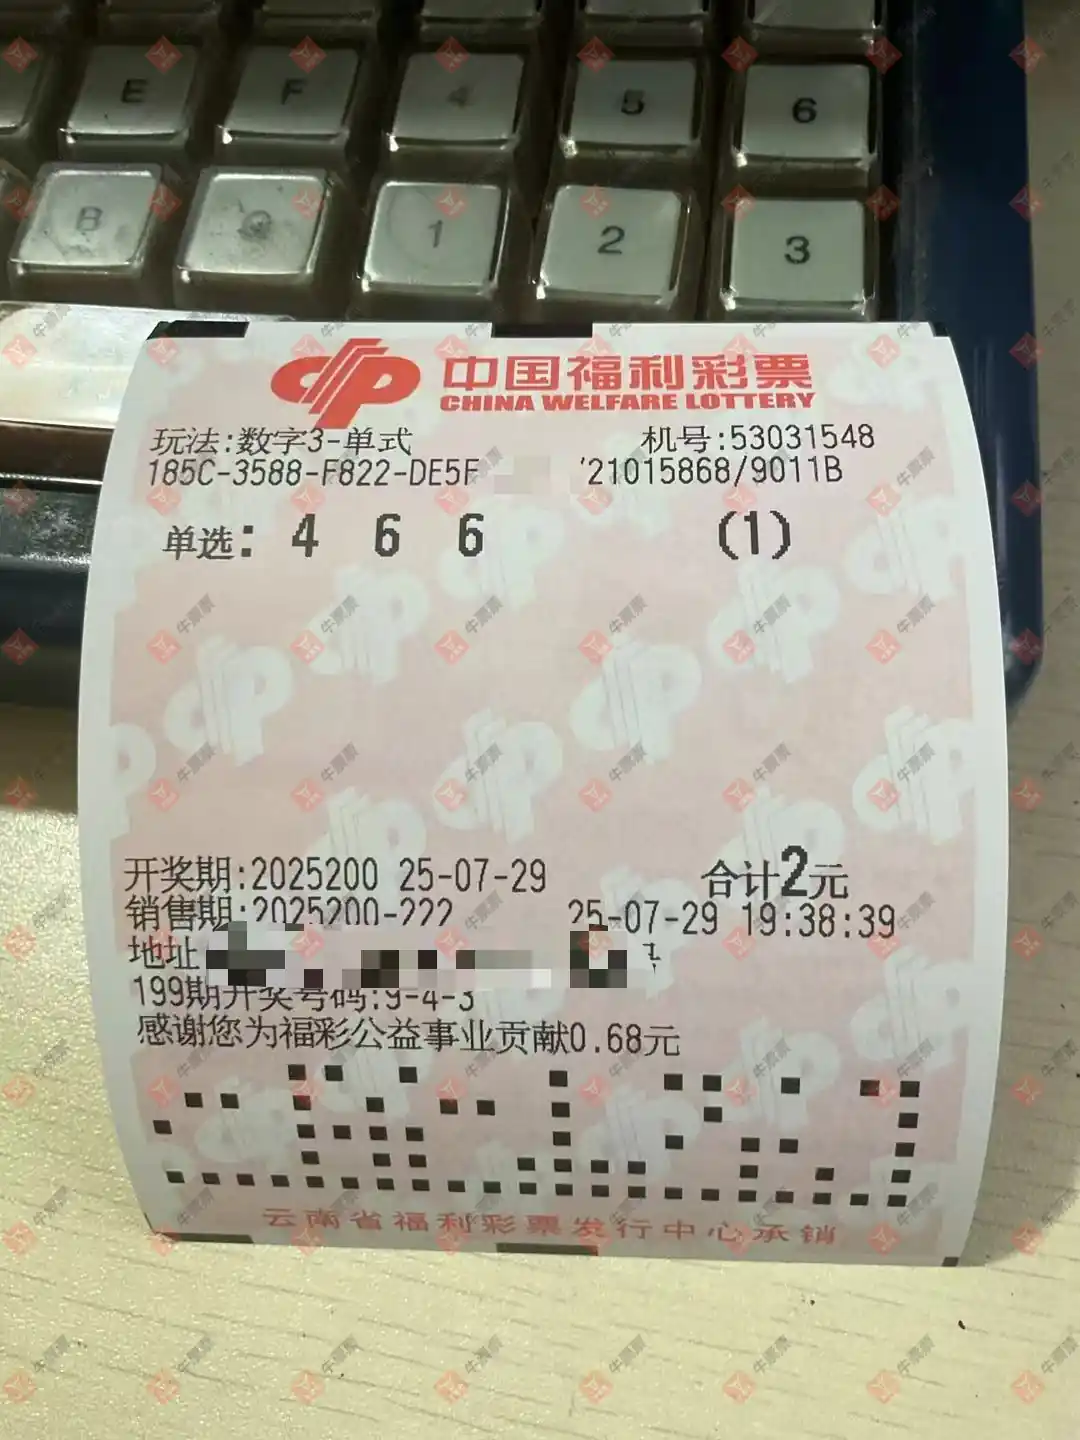 E F 4 5 6
B 1 2 3
中国福利彩票
CHINA WELFARE LOTTERY
玩法:数字3-单式 机号:53031548
185C-3588-F822-DE5F 21015868/9011B
单选: 4 6 6 (1)
开奖期:2025200 25-07-29 合计2元
销售期:2025200-222 25-07-29 19:38:39
地址
199期开奖号码:9-4-3
感谢您为福彩公益事业贡献0.68元
云南省福利彩票发行中心承销
牛票票